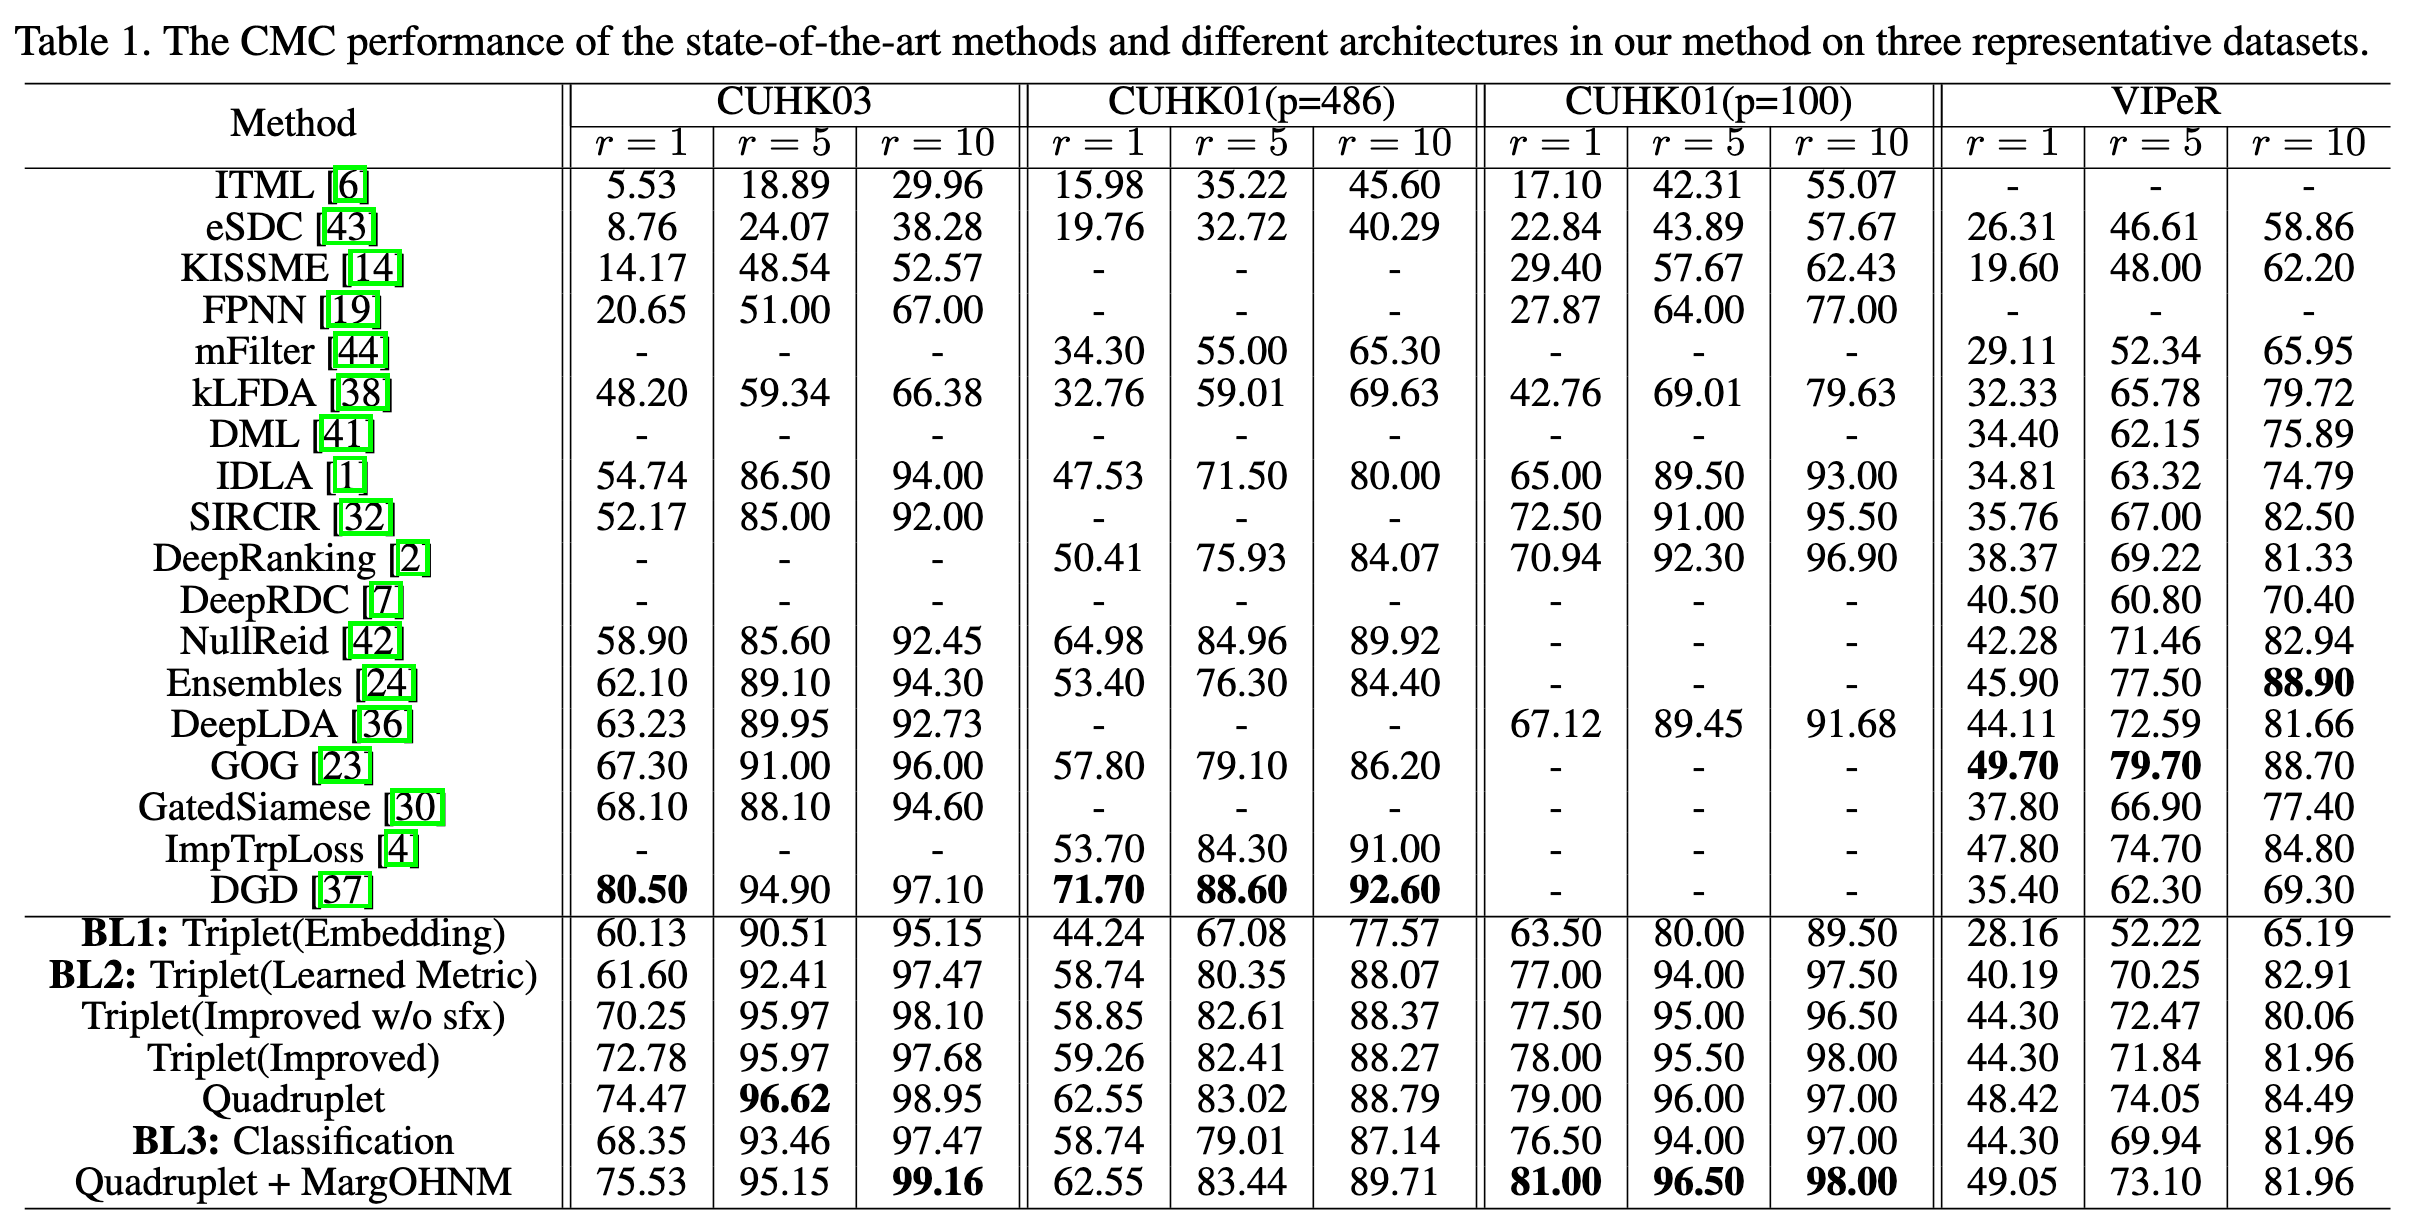 Table 1. The CMC performance of the state-of-the-art methods and different architectures in our method on three representative datasets.
Method CUHK03 CUHK01(p=486) CUHK01(p=100) VIPeR
r = 1 r = 5 r = 10 r = 1 r = 5 r = 10 r = 1 r = 5 r = 10 r = 1 r = 5 r = 10
ITML [6] 5.53 18.89 29.96 15.98 35.22 45.60 17.10 42.31 55.07 - - -
eSDC [43] 8.76 24.07 38.28 19.76 32.72 40.29 22.84 43.89 57.67 26.31 46.61 58.86
KISSME [14] 14.17 48.54 52.57 - - - 29.40 57.67 62.43 19.60 48.00 62.20
FPNN [19] 20.65 51.00 67.00 - - - 27.87 64.00 77.00 - - -
mFilter [44] - - - 34.30 55.00 65.30 - - - 29.11 52.34 65.95
kLFDA [38] 48.20 59.34 66.38 32.76 59.01 69.63 42.76 69.01 79.63 32.33 65.78 79.72
DML [41] - - - - - - - - - 34.40 62.15 75.89
IDLA [1] 54.74 86.50 94.00 47.53 71.50 80.00 65.00 89.50 93.00 34.81 63.32 74.79
SIRCIR [32] 52.17 85.00 92.00 - - - 72.50 91.00 95.50 35.76 67.00 82.50
DeepRanking [2] - - - 50.41 75.93 84.07 70.94 92.30 96.90 38.37 69.22 81.33
DeepRDC [7] - - - - - - - - - 40.50 60.80 70.40
NullReid [42] 58.90 85.60 92.45 64.98 84.96 89.92 - - - 42.28 71.46 82.94
Ensembles [24] 62.10 89.10 94.30 53.40 76.30 84.40 - - - 45.90 77.50 88.90
DeepLDA [36] 63.23 89.95 92.73 - - - 67.12 89.45 91.68 44.11 72.59 81.66
GOG [23] 67.30 91.00 96.00 57.80 79.10 86.20 - - - 49.70 79.70 88.70
GatedSiamese [30] 68.10 88.10 94.60 - - - - - - 37.80 66.90 77.40
ImpTrpLoss [4] - - - 53.70 84.30 91.00 - - - 47.80 74.70 84.80
DGD [37] 80.50 94.90 97.10 71.70 88.60 92.60 - - - 35.40 62.30 69.30
BL1: Triplet(Embedding) 60.13 90.51 95.15 44.24 67.08 77.57 63.50 80.00 89.50 28.16 52.22 65.19
BL2: Triplet(Learned Metric) 61.60 92.41 97.47 58.74 80.35 88.07 77.00 94.00 97.50 40.19 70.25 82.91
Triplet(Improved w/o sfx) 70.25 95.97 98.10 58.85 82.61 88.37 77.50 95.00 96.50 44.30 72.47 80.06
Triplet(Improved) 72.78 95.97 97.68 59.26 82.41 88.27 78.00 95.50 98.00 44.30 71.84 81.96
Quadruplet 74.47 96.62 98.95 62.55 83.02 88.79 79.00 96.00 97.00 48.42 74.05 84.49
BL3: Classification 68.35 93.46 97.47 58.74 79.01 87.14 76.50 94.00 97.00 44.30 69.94 81.96
Quadruplet + MargOHNM 75.53 95.15 99.16 62.55 83.44 89.71 81.00 96.50 98.00 49.05 73.10 81.96